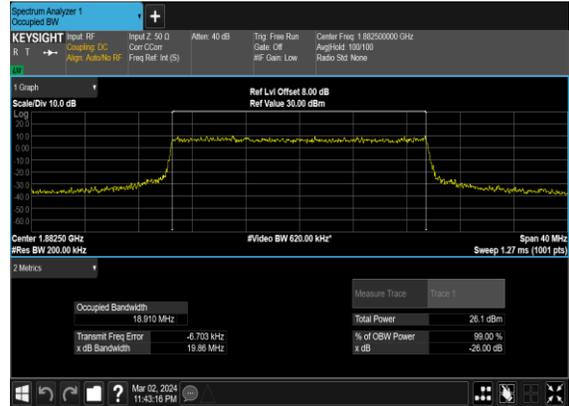 Spectrum Analyzer 1
Occupied BW
KEYSIGHT Input: RF Input Z: 50 Ω Atten: 40 dB Trig: Free Run Center Freq: 1.882500000 GHz
R T Coupling: DC Corr CCorr Gate: Off Avg|Hold: 100/100
Align: Auto/No RF Freq Ref: Int (S) #IF Gain: Low Radio Std: None
LW
1 Graph
Ref Lvl Offset 8.00 dB
Scale/Div 10.0 dB Ref Value 30.00 dBm
Log
20.0
10.0
0.00
-10.0
-20.0
-30.0
-40.0
-50.0
-60.0
Center 1.88250 GHz #Video BW 620.00 kHz* Span 40 MHz
#Res BW 200.00 kHz Sweep 1.27 ms (1001 pts)
2 Metrics
Measure Trace Trace 1
Occupied Bandwidth
18.910 MHz Total Power 26.1 dBm
Transmit Freq Error -6.703 kHz % of OBW Power 99.00 %
x dB Bandwidth 19.86 MHz x dB -26.00 dB
Mar 02, 2024
11:43:16 PM